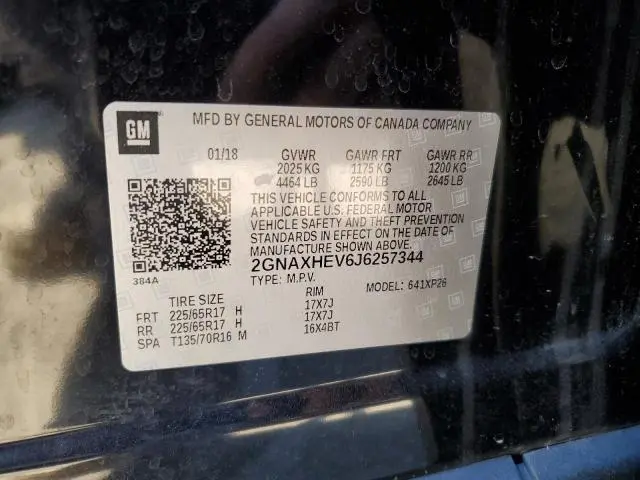 GM
MFD BY GENERAL MOTORS OF CANADA COMPANY
01/18 GVWR GAWR FRT GAWR RR
2025 KG 1175 KG 1200 KG
4464 LB 2590 LB 2645 LB
THIS VEHICLE CONFORMS TO ALL
APPLICABLE U.S. FEDERAL MOTOR
VEHICLE SAFETY AND THEFT PREVENTION
STANDARDS IN EFFECT ON THE DATE OF
MANUFACTURE SHOWN ABOVE.
2GNAXHEV6J6257344
384A
TYPE: M.P.V. MODEL: 641XP26
TIRE SIZE RIM
FRT 225/65R17 H 17X7J
RR 225/65R17 H 17X7J
SPA T135/70R16 M 16X4BT